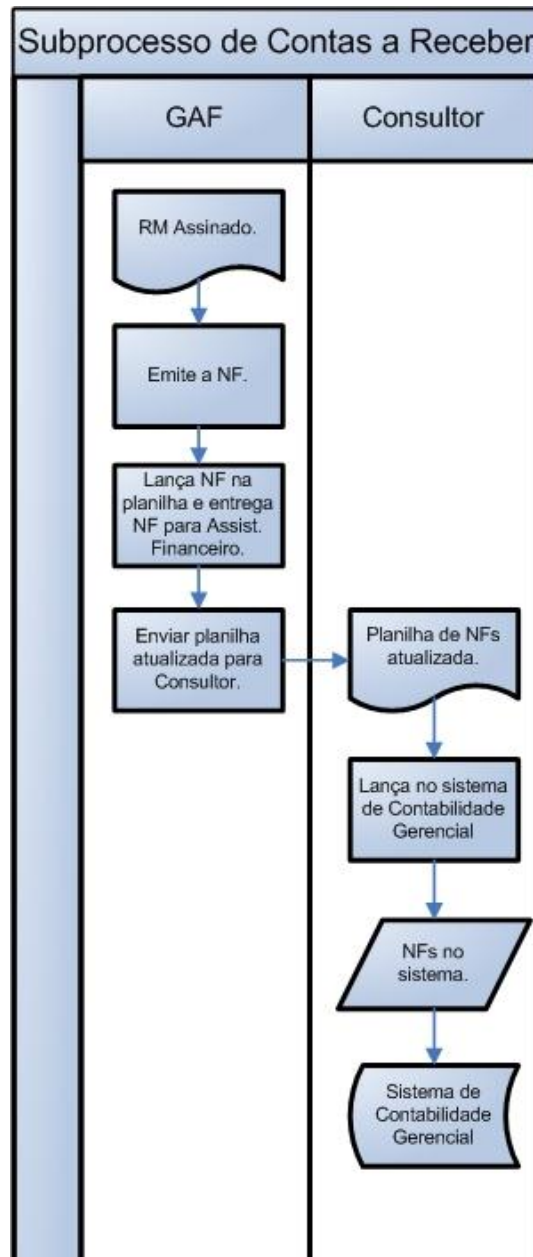 Subprocesso de Contas a Receber
GAF
Consultor
RM Assinado.
Emite a NF.
Lança NF na
planilha e entrega
NF para Assist.
Financeiro.
Enviar planilha
atualizada para
Consultor.
Planilha de NFs
atualizada.
Lança no sistema
de Contabilidade
Gerencial
NFs no
sistema.
Sistema de
Contabilidade
Gerencial